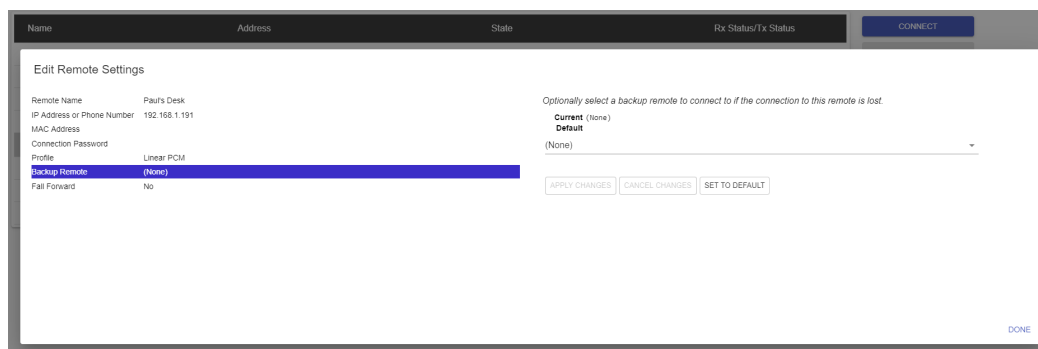 Name Address State Rx Status/Tx Status CONNECT
Edit Remote Settings
Remote Name Paul's Desk
IP Address or Phone Number 192.168.1.191
MAC Address
Connection Password
Profile Linear PCM
Backup Remote (None)
Fail Forward No
Optionally select a backup remote to connect to if the connection to this remote is lost.
Current (None)
Default
(None)
APPLY CHANGES CANCEL CHANGES SET TO DEFAULT
DONE